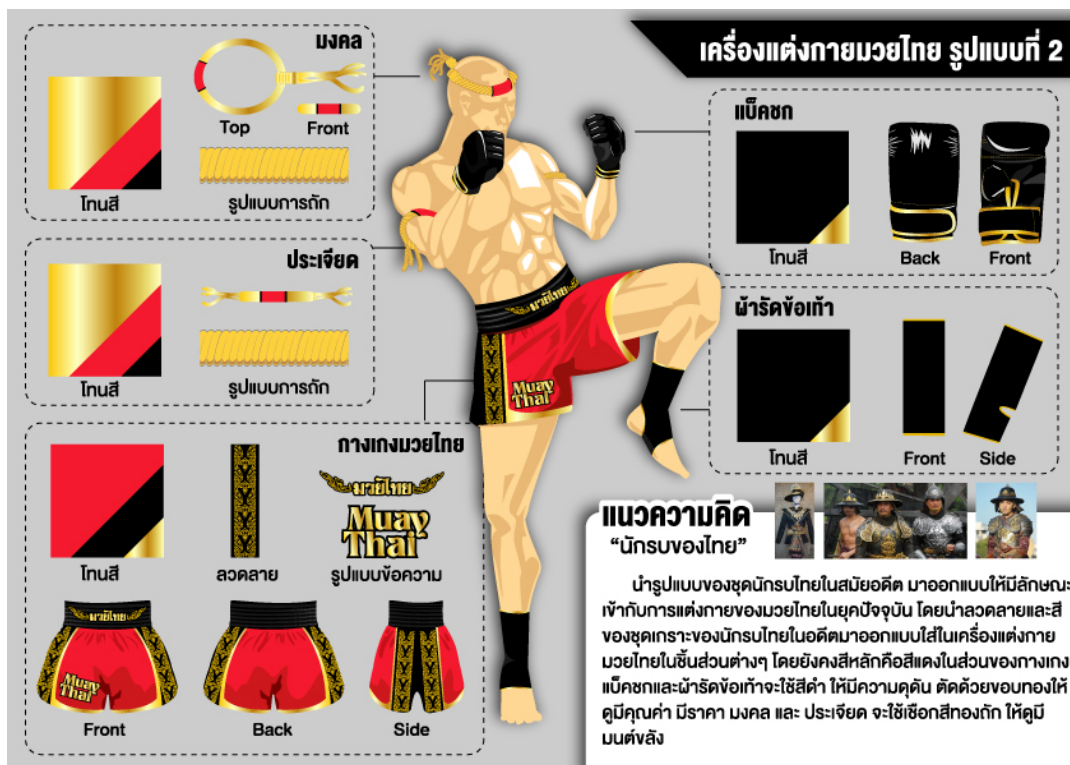 เครื่องแต่งกายมวยไทย รูปแบบที่ 2
มงคล
Top
Front
โทนสี
รูปแบบการถัก
ประเจียด
โทนสี
รูปแบบการถัก
กางเกงมวยไทย
มวยไทย
Muay
Thai
โทนสี
ลวดลาย
รูปแบบข้อความ
มวยไทย
Muay
Thai
Front
Back
Side
มวยไทย
Muay
Thai
แบ็คชก
โทนสี
Back
Front
ผ้ารัดข้อเท้า
โทนสี
Front
Side
แนวความคิด
“นักรบของไทย”
นำรูปแบบของชุดนักรบไทยในสมัยอดีต มาออกแบบให้มีลักษณะ
เข้ากับการแต่งกายของมวยไทยในยุคปัจจุบัน โดยนำลวดลายและสี
ของชุดเกราะของนักรบไทยในอดีตมาออกแบบใส่ในเครื่องแต่งกาย
มวยไทยในชิ้นส่วนต่างๆ โดยยังคงสีหลักคือสีแดงในส่วนของกางเกง
แบ็คชกและผ้ารัดข้อเท้าจะใช้สีดำ ให้มีความดุดัน ตัดด้วยขอบทองให้
ดูมีคุณค่า มีราคา มงคล และ ประเจียด จะใช้เชือกสีทองถัก ให้ดูมี
มนต์ขลัง